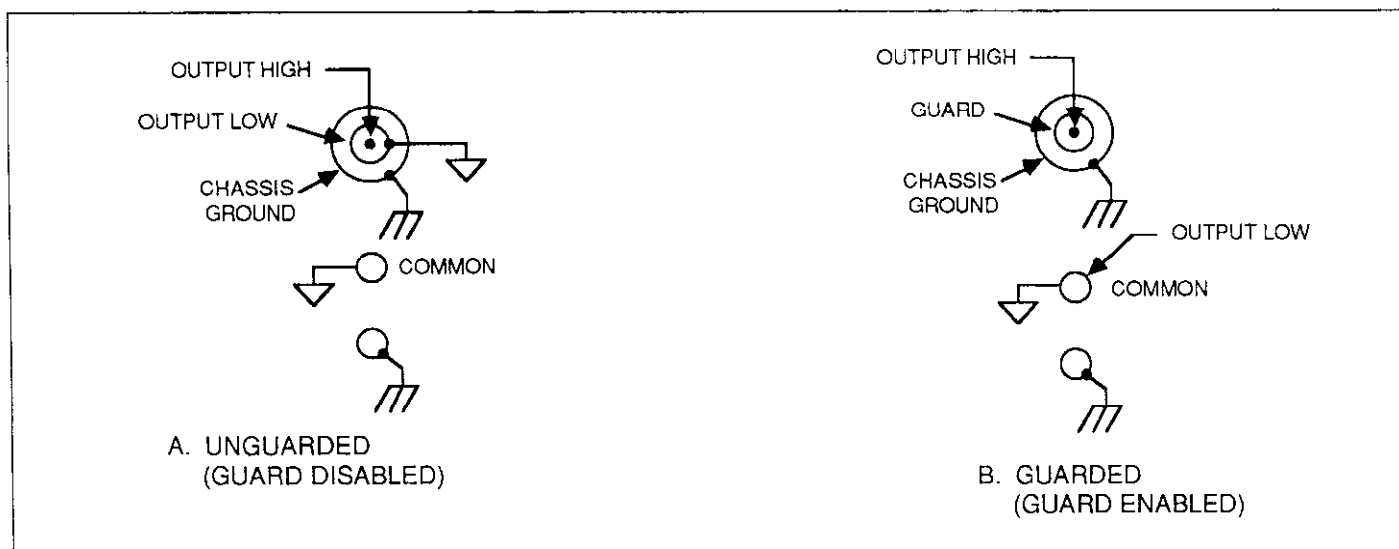 OUTPUT HIGH
OUTPUT LOW
CHASSIS
GROUND
COMMON
A. UNGUARDED
(GUARD DISABLED)
OUTPUT HIGH
GUARD
CHASSIS
GROUND
OUTPUT LOW
COMMON
B. GUARDED
(GUARD ENABLED)